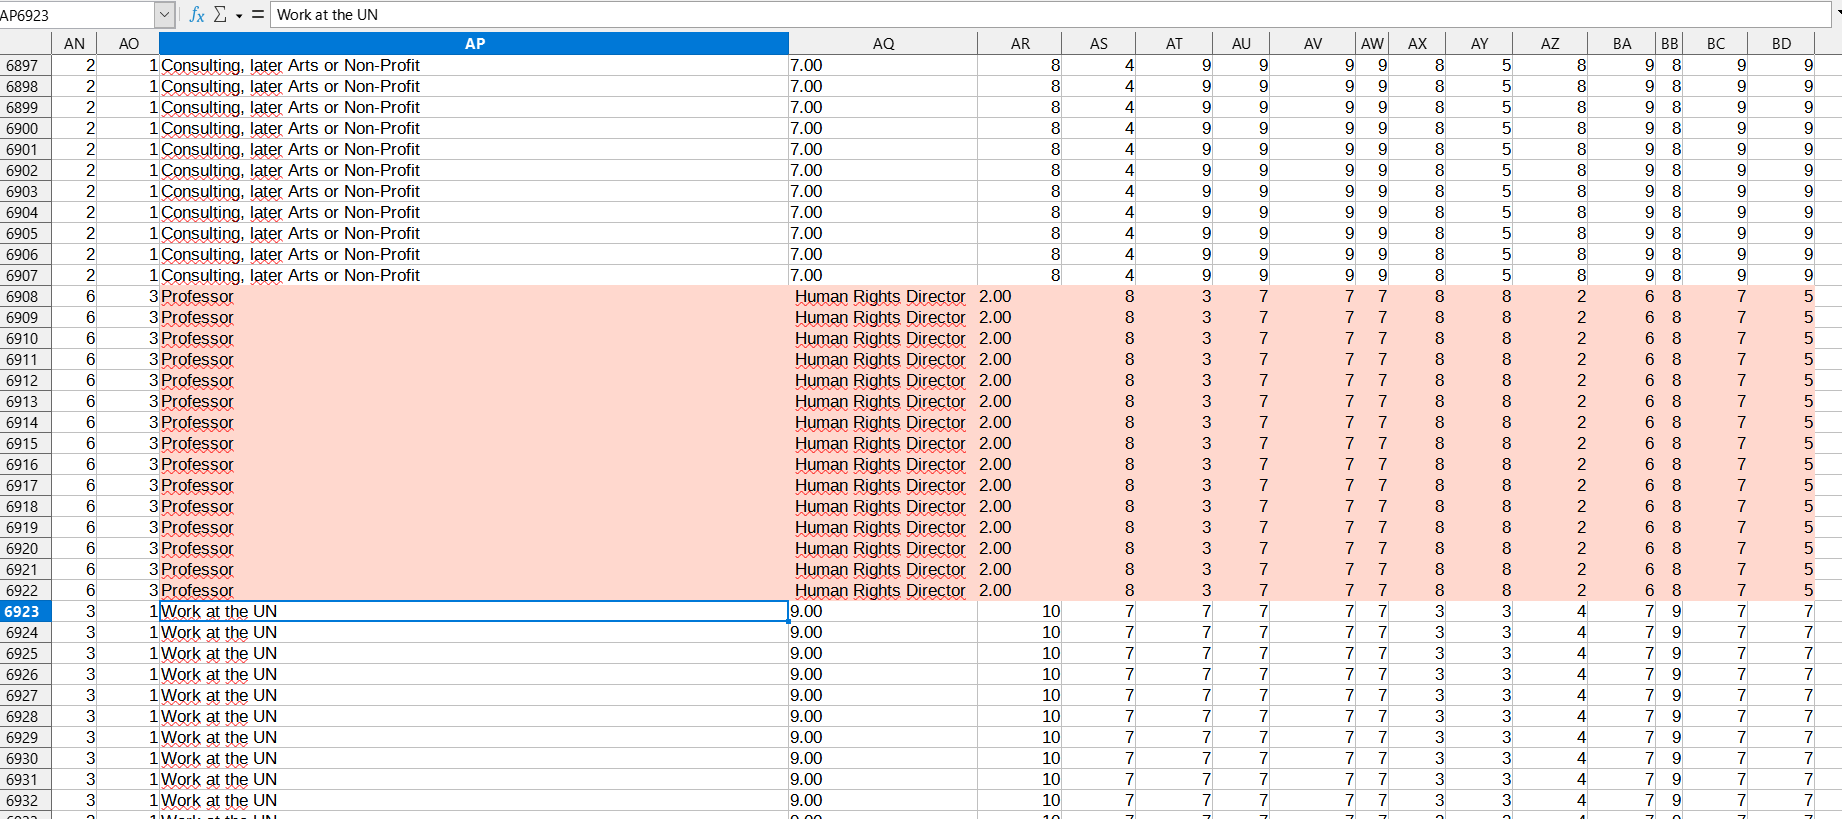 AP6923 fx Σ = Work at the UN
AN AO AP AQ AR AS AT AU AV AW AX AY AZ BA BB BC BD
6897 2 1 Consulting, later Arts or Non-Profit 7.00 8 4 9 9 9 9 8 5 8 9 8 9 9
6898 2 1 Consulting, later Arts or Non-Profit 7.00 8 4 9 9 9 9 8 5 8 9 8 9 9
6899 2 1 Consulting, later Arts or Non-Profit 7.00 8 4 9 9 9 9 8 5 8 9 8 9 9
6900 2 1 Consulting, later Arts or Non-Profit 7.00 8 4 9 9 9 9 8 5 8 9 8 9 9
6901 2 1 Consulting, later Arts or Non-Profit 7.00 8 4 9 9 9 9 8 5 8 9 8 9 9
6902 2 1 Consulting, later Arts or Non-Profit 7.00 8 4 9 9 9 9 8 5 8 9 8 9 9
6903 2 1 Consulting, later Arts or Non-Profit 7.00 8 4 9 9 9 9 8 5 8 9 8 9 9
6904 2 1 Consulting, later Arts or Non-Profit 7.00 8 4 9 9 9 9 8 5 8 9 8 9 9
6905 2 1 Consulting, later Arts or Non-Profit 7.00 8 4 9 9 9 9 8 5 8 9 8 9 9
6906 2 1 Consulting, later Arts or Non-Profit 7.00 8 4 9 9 9 9 8 5 8 9 8 9 9
6907 2 1 Consulting, later Arts or Non-Profit 7.00 8 4 9 9 9 9 8 5 8 9 8 9 9
6908 6 3 Professor Human Rights Director 2.00 8 3 7 7 7 8 8 2 6 8 7 5
6909 6 3 Professor Human Rights Director 2.00 8 3 7 7 7 8 8 2 6 8 7 5
6910 6 3 Professor Human Rights Director 2.00 8 3 7 7 7 8 8 2 6 8 7 5
6911 6 3 Professor Human Rights Director 2.00 8 3 7 7 7 8 8 2 6 8 7 5
6912 6 3 Professor Human Rights Director 2.00 8 3 7 7 7 8 8 2 6 8 7 5
6913 6 3 Professor Human Rights Director 2.00 8 3 7 7 7 8 8 2 6 8 7 5
6914 6 3 Professor Human Rights Director 2.00 8 3 7 7 7 8 8 2 6 8 7 5
6915 6 3 Professor Human Rights Director 2.00 8 3 7 7 7 8 8 2 6 8 7 5
6916 6 3 Professor Human Rights Director 2.00 8 3 7 7 7 8 8 2 6 8 7 5
6917 6 3 Professor Human Rights Director 2.00 8 3 7 7 7 8 8 2 6 8 7 5
6918 6 3 Professor Human Rights Director 2.00 8 3 7 7 7 8 8 2 6 8 7 5
6919 6 3 Professor Human Rights Director 2.00 8 3 7 7 7 8 8 2 6 8 7 5
6920 6 3 Professor Human Rights Director 2.00 8 3 7 7 7 8 8 2 6 8 7 5
6921 6 3 Professor Human Rights Director 2.00 8 3 7 7 7 8 8 2 6 8 7 5
6922 6 3 Professor Human Rights Director 2.00 8 3 7 7 7 8 8 2 6 8 7 5
6923 3 1 Work at the UN 9.00 10 7 7 7 7 7 3 3 4 7 9 7 7
6924 3 1 Work at the UN 9.00 10 7 7 7 7 7 3 3 4 7 9 7 7
6925 3 1 Work at the UN 9.00 10 7 7 7 7 7 3 3 4 7 9 7 7
6926 3 1 Work at the UN 9.00 10 7 7 7 7 7 3 3 4 7 9 7 7
6927 3 1 Work at the UN 9.00 10 7 7 7 7 7 3 3 4 7 9 7 7
6928 3 1 Work at the UN 9.00 10 7 7 7 7 7 3 3 4 7 9 7 7
6929 3 1 Work at the UN 9.00 10 7 7 7 7 7 3 3 4 7 9 7 7
6930 3 1 Work at the UN 9.00 10 7 7 7 7 7 3 3 4 7 9 7 7
6931 3 1 Work at the UN 9.00 10 7 7 7 7 7 3 3 4 7 9 7 7
6932 3 1 Work at the UN 9.00 10 7 7 7 7 7 3 3 4 7 9 7 7